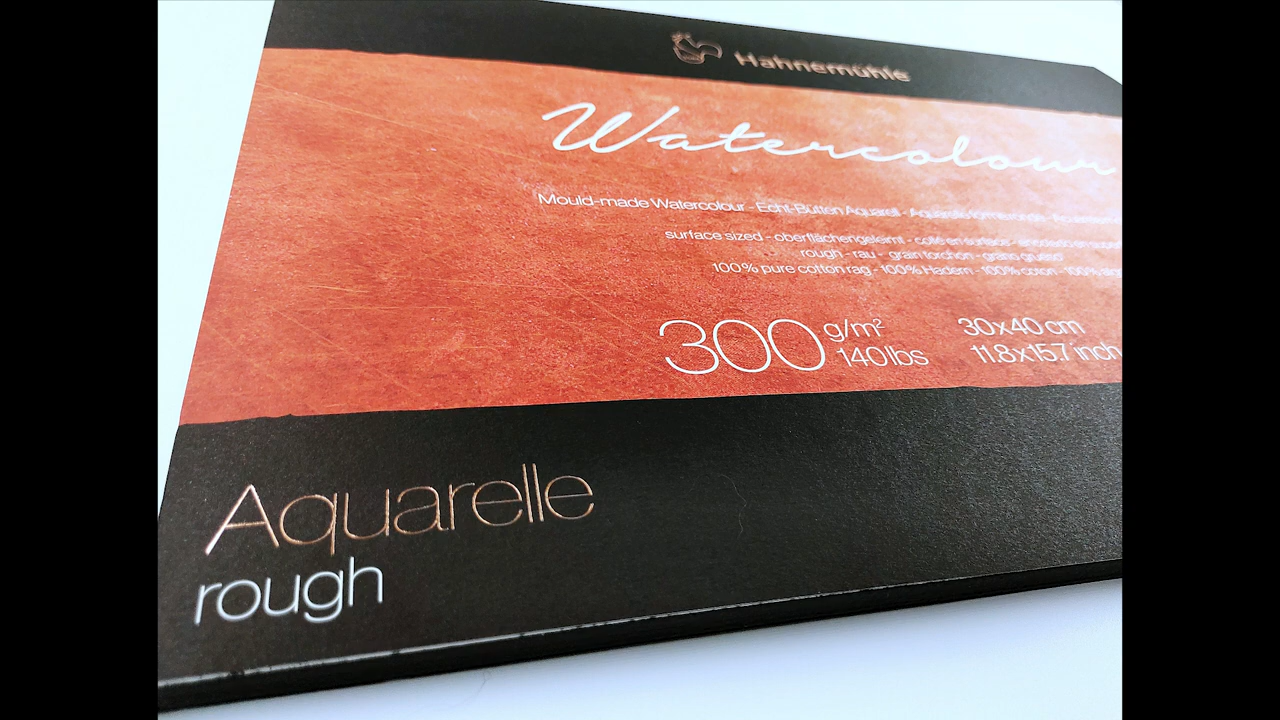 Hahnemühle
Watercolour
Mould-made Watercolour - Echt-Bütten Aquarell - Aquarelle
surface sized - oberflächengeleimt - collé en surface -
rough - rau - grain torchon - grano grueso
100% pure cotton rag - 100% Hadern - 100% coton - 100%
300 g/m² 30x40 cm
140lbs 11.8x15.7 inch
Aquarelle
rough